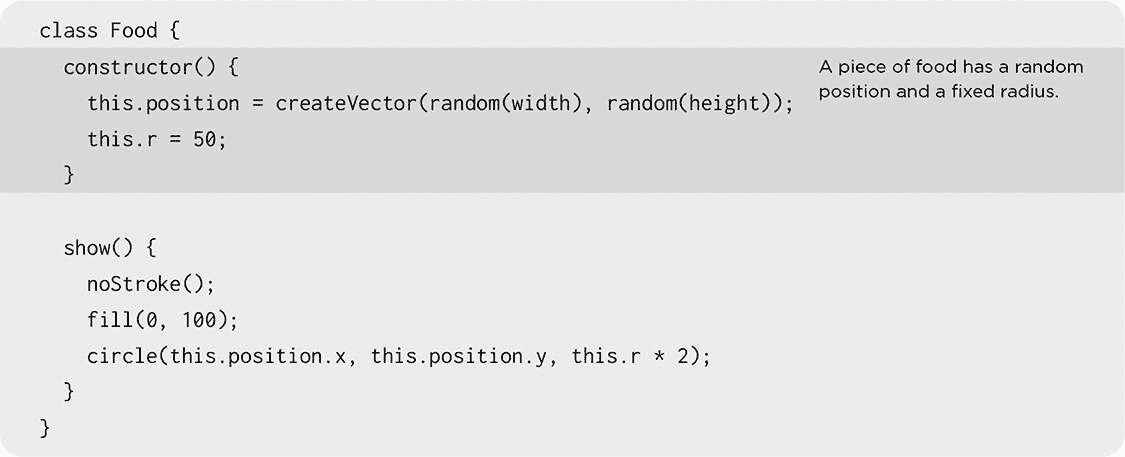 class Food {
constructor() {
this.position = createVector(random(width), random(height));
this.r = 50;
}
A piece of food has a random
position and a fixed radius.
show() {
noStroke();
fill(0, 100);
circle(this.position.x, this.position.y, this.r * 2);
}
}